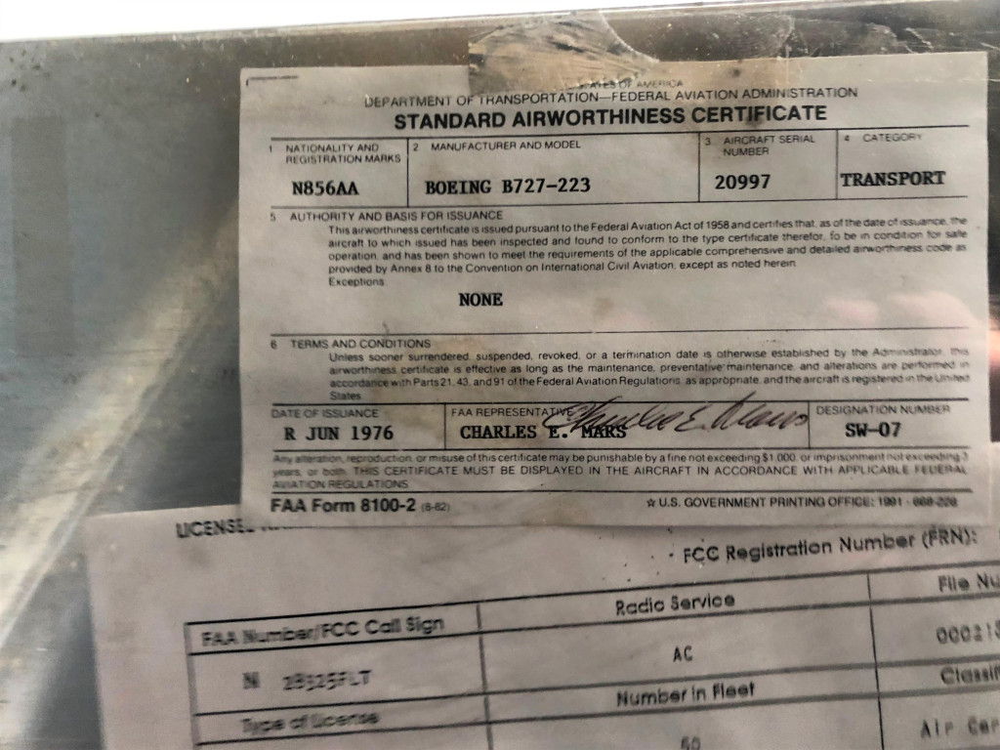 ATES OF AMERICA
DEPARTMENT OF TRANSPORTATION—FEDERAL AVIATION ADMINISTRATION
STANDARD AIRWORTHINESS CERTIFICATE
1 NATIONALITY AND REGISTRATION MARKS
N856AA
2 MANUFACTURER AND MODEL
BOEING B727-223
3 AIRCRAFT SERIAL NUMBER
20997
4 CATEGORY
TRANSPORT
5 AUTHORITY AND BASIS FOR ISSUANCE
This airworthiness certificate is issued pursuant to the Federal Aviation Act of 1958 and certifies that, as of the date of issuance, the
aircraft to which issued has been inspected and found to conform to the type certificate therefor, to be in condition for safe
operation, and has been shown to meet the requirements of the applicable comprehensive and detailed airworthiness code as
provided by Annex 8 to the Convention on International Civil Aviation, except as noted herein
Exceptions
NONE
6 TERMS AND CONDITIONS
Unless sooner surrendered, suspended, revoked, or a termination date is otherwise established by the Administrator, this
airworthiness certificate is effective as long as the maintenance, preventative maintenance, and alterations are performed in
accordance with Parts 21, 43, and 91 of the Federal Aviation Regulations, as appropriate, and the aircraft is registered in the United
States
DATE OF ISSUANCE
R JUN 1976
FAA REPRESENTATIVE
CHARLES E. MARS
Charles E. Mars
DESIGNATION NUMBER
SW-07
Any alteration, reproduction, or misuse of this certificate may be punishable by a fine not exceeding $1,000, or imprisonment not exceeding 3
years, or both. THIS CERTIFICATE MUST BE DISPLAYED IN THE AIRCRAFT IN ACCORDANCE WITH APPLICABLE FEDERAL
AVIATION REGULATIONS
FAA Form 8100-2 (8-82)
☆ U.S. GOVERNMENT PRINTING OFFICE: 1991 - 668-228
FCC Registration Number (FRN):
FAA Number/FCC Call Sign
N 28325FLT
Radio Service
AC
File Nu
00021
Type of License
Number in Fleet
60
Classif
Air Car